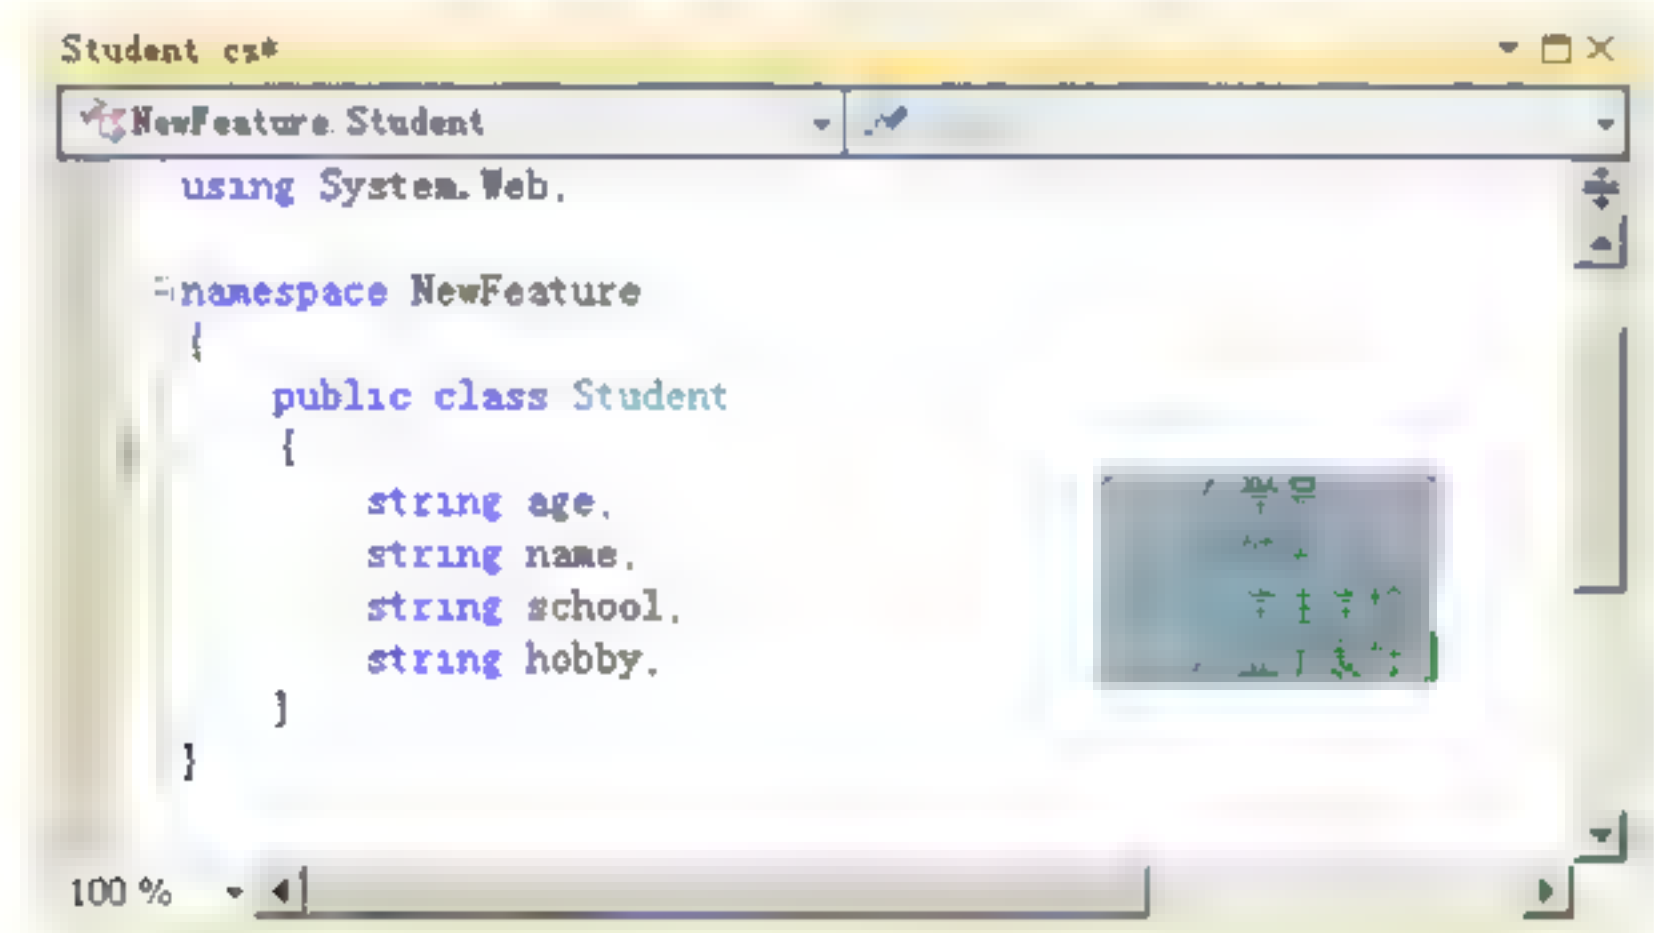 Student.cs*
NewFeature.Student
using System.Web;
namespace NewFeature
{
public class Student
{
string age;
string name;
string school;
string hobby;
}
}
100 %